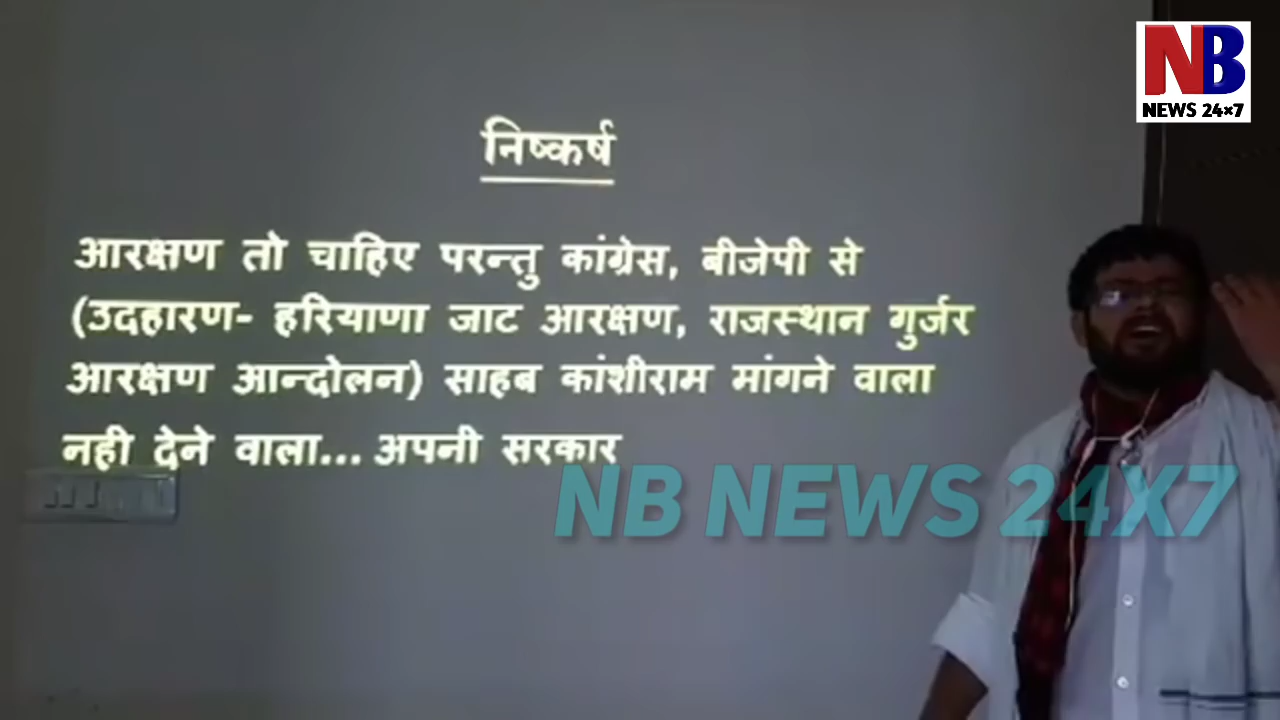 NB
NEWS 24×7
निष्कर्ष
आरक्षण तो चाहिए परन्तु कांग्रेस, बीजेपी से
(उदहारण- हरियाणा जाट आरक्षण, राजस्थान गुर्जर
आरक्षण आन्दोलन) साहब कांशीराम मांगने वाला
नही देने वाला... अपनी सरकार
NB NEWS 24X7